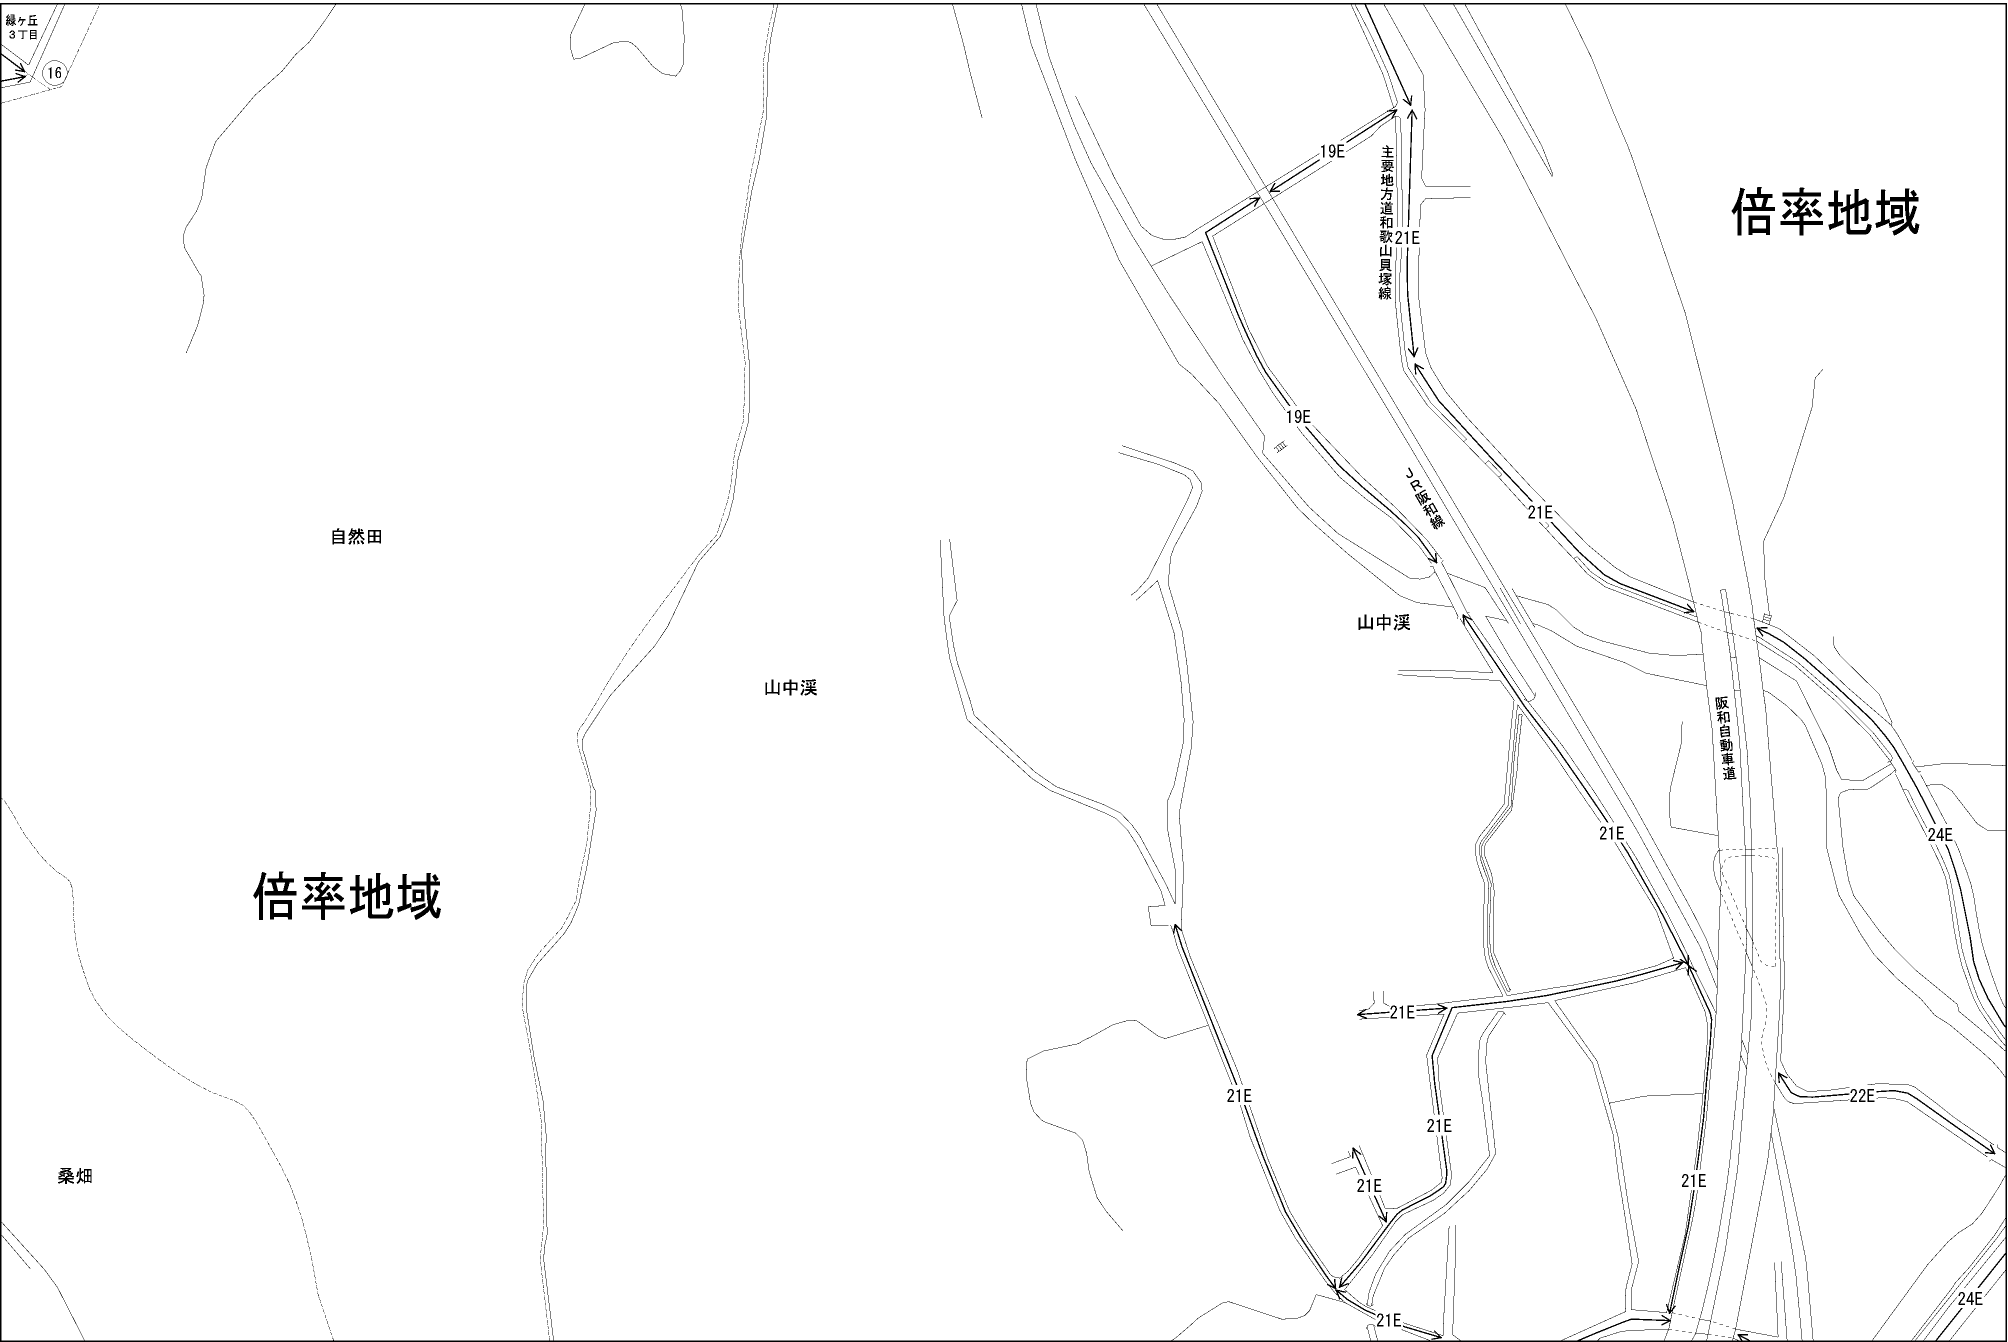 緑ヶ丘
3丁目
16
19E
主要地方道和歌山貝塚線
倍率地域
21E
19E
JR阪和線
21E
自然田
山中渓
山中渓
阪和自動車道
21E
24E
倍率地域
21E
21E
22E
21E
桑畑
21E
21E
24E
21E